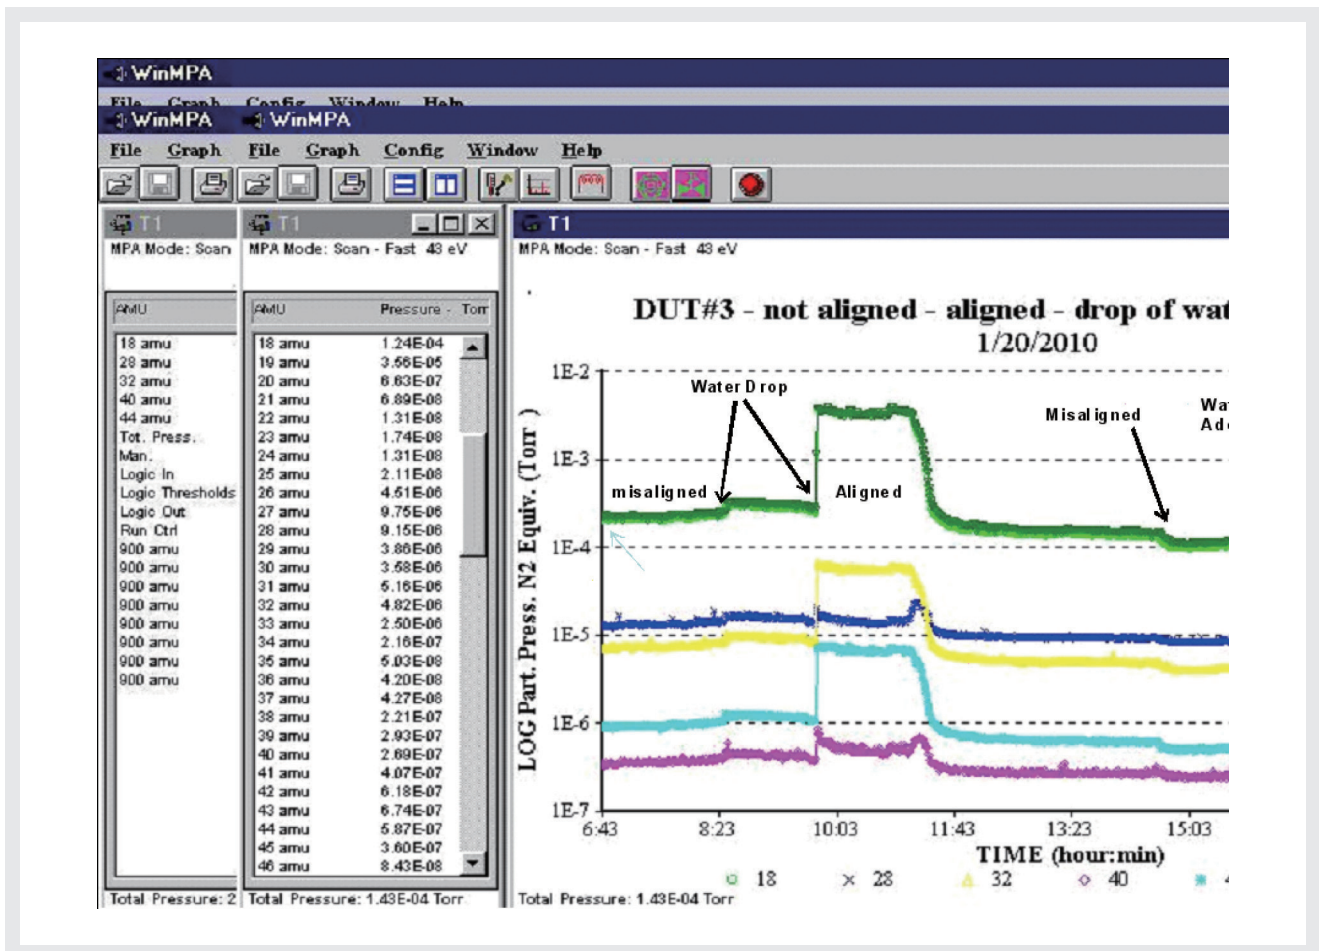 WinMPA
File Graph Config Window Help
WinMPA WinMPA
File Graph File Graph Config Window Help
T1 T1 T1
MPA Mode: Scan MPA Mode: Scan - Fast 43 eV MPA Mode: Scan - Fast 43 eV
AMU
18 amu
28 amu
32 amu
40 amu
44 amu
Tot. Press.
Man.
Logic In
Logic Thresholds
Logic Out
Run Ctrl
900 amu
900 amu
900 amu
900 amu
900 amu
900 amu
900 amu
900 amu
Total Pressure: 2
AMU Pressure - Torr
18 amu 1.24E-04
19 amu 3.56E-05
20 amu 6.63E-07
21 amu 6.89E-08
22 amu 1.31E-08
23 amu 1.74E-08
24 amu 1.31E-08
25 amu 2.11E-08
26 amu 4.51E-06
27 amu 9.75E-06
28 amu 9.15E-06
29 amu 3.86E-06
30 amu 3.58E-06
31 amu 5.16E-06
32 amu 4.82E-06
33 amu 2.50E-06
34 amu 2.16E-07
35 amu 5.03E-08
36 amu 4.20E-08
37 amu 4.27E-08
38 amu 2.21E-07
39 amu 2.93E-07
40 amu 2.69E-07
41 amu 4.07E-07
42 amu 6.18E-07
43 amu 6.74E-07
44 amu 5.87E-07
45 amu 3.60E-07
46 amu 8.43E-08
Total Pressure: 1.43E-04 Torr
DUT#3 - not aligned - aligned - drop of wat
1/20/2010
LOG Part. Press. N2 Equiv. (Torr )
1E-2
1E-3
1E-4
1E-5
1E-6
1E-7
Water Drop
misaligned
Aligned
Misaligned
Wa
Ad
6:43 8:23 10:03 11:43 13:23 15:03
TIME (hour:min)
18 28 32 40
Total Pressure: 1.43E-04 Torr